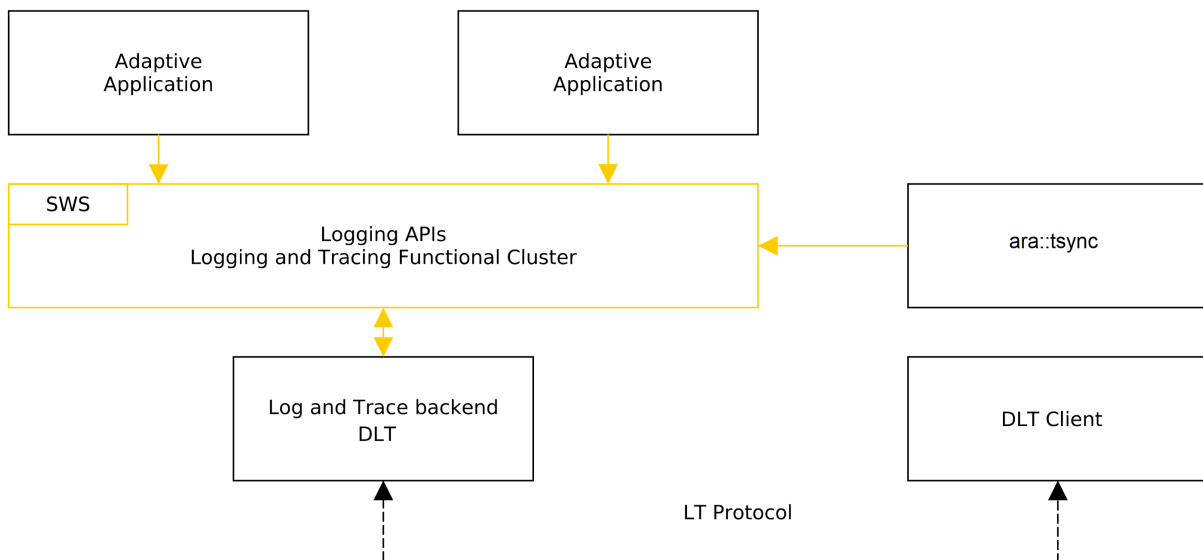 Adaptive
Application
Adaptive
Application
SWS
Logging APIs
Logging and Tracing Functional Cluster
ara::tsync
Log and Trace backend
DLT
DLT Client
LT Protocol